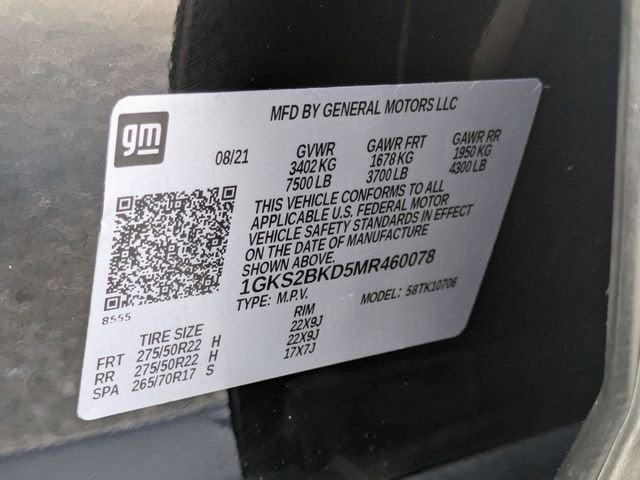 MFD BY GENERAL MOTORS LLC
gm
08/21 GVWR GAWR FRT GAWR RR
3402 KG 1678 KG 1950 KG
7500 LB 3700 LB 4300 LB
THIS VEHICLE CONFORMS TO ALL
APPLICABLE U.S. FEDERAL MOTOR
VEHICLE SAFETY STANDARDS IN EFFECT
ON THE DATE OF MANUFACTURE
SHOWN ABOVE.
1GKS2BKD5MR460078
TYPE: M.P.V. MODEL: 58TK10706
8555
TIRE SIZE RIM
FRT 275/50R22 H 22X9J
RR 275/50R22 H 22X9J
SPA 265/70R17 S 17X7J